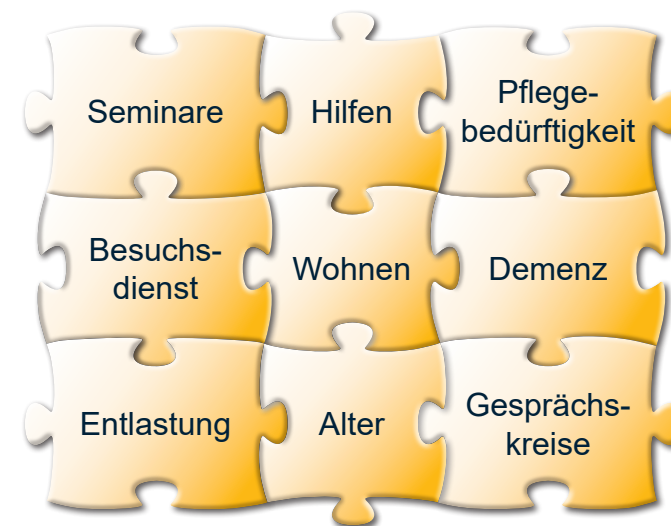 Seminare
Hilfen
Pflege-
bedürftigkeit
Besuchs-
dienst
Wohnen
Demenz
Entlastung
Alter
Gesprächs-
kreise